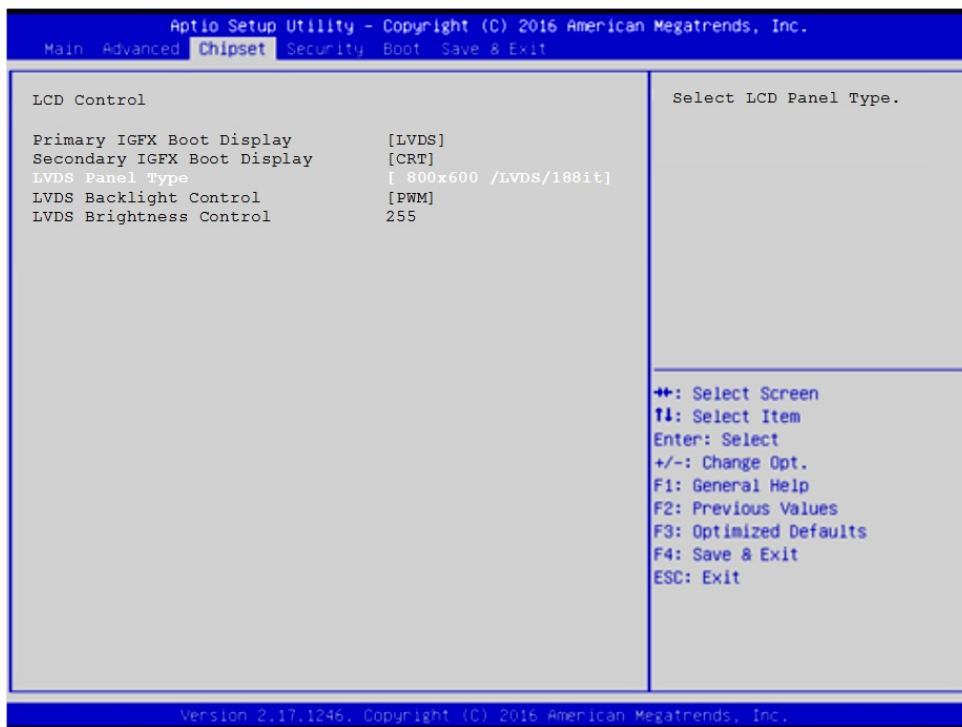 Aptio Setup Utility - Copyright (C) 2016 American Megatrends, Inc.
Main Advanced Chipset Security Boot Save & Exit
LCD Control
Primary IGFX Boot Display [LVDS]
Secondary IGFX Boot Display [CRT]
LVDS Panel Type [ 800x600 /LVDS/188it]
LVDS Backlight Control [PWM]
LVDS Brightness Control 255
Select LCD Panel Type.
→←: Select Screen
↑↓: Select Item
Enter: Select
+/-: Change Opt.
F1: General Help
F2: Previous Values
F3: Optimized Defaults
F4: Save & Exit
ESC: Exit
Version 2.17.1246. Copyright (C) 2016 American Megatrends, Inc.